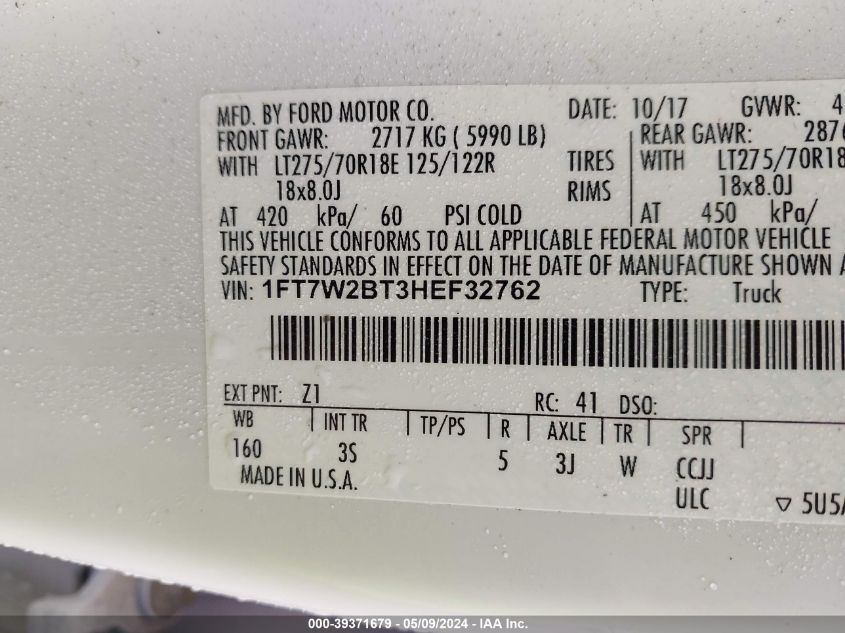 MFD. BY FORD MOTOR CO. DATE: 10/17 GVWR: 4
FRONT GAWR: 2717 KG ( 5990 LB) REAR GAWR: 2876
WITH LT275/70R18E 125/122R TIRES WITH LT275/70R18
18x8.0J RIMS 18x8.0J
AT 420 kPa/ 60 PSI COLD AT 450 kPa/
THIS VEHICLE CONFORMS TO ALL APPLICABLE FEDERAL MOTOR VEHICLE
SAFETY STANDARDS IN EFFECT ON THE DATE OF MANUFACTURE SHOWN A
VIN: 1FT7W2BT3HEF32762 TYPE: Truck
EXT PNT: Z1 RC: 41 DSO:
WB INT TR TP/PS R AXLE TR SPR
160 3S 5 3J W CCJJ
MADE IN U.S.A. ULC ▽ 5U5A
000-39371679 - 05/09/2024 - IAA Inc.